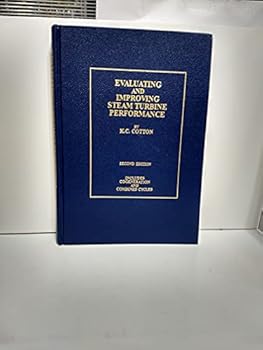 EVALUATING
AND
IMPROVING
STEAM TURBINE
PERFORMANCE
BY
K.C. COTTON
SECOND EDITION
INCLUDES
COGENERATION
AND
COMBINED CYCLES